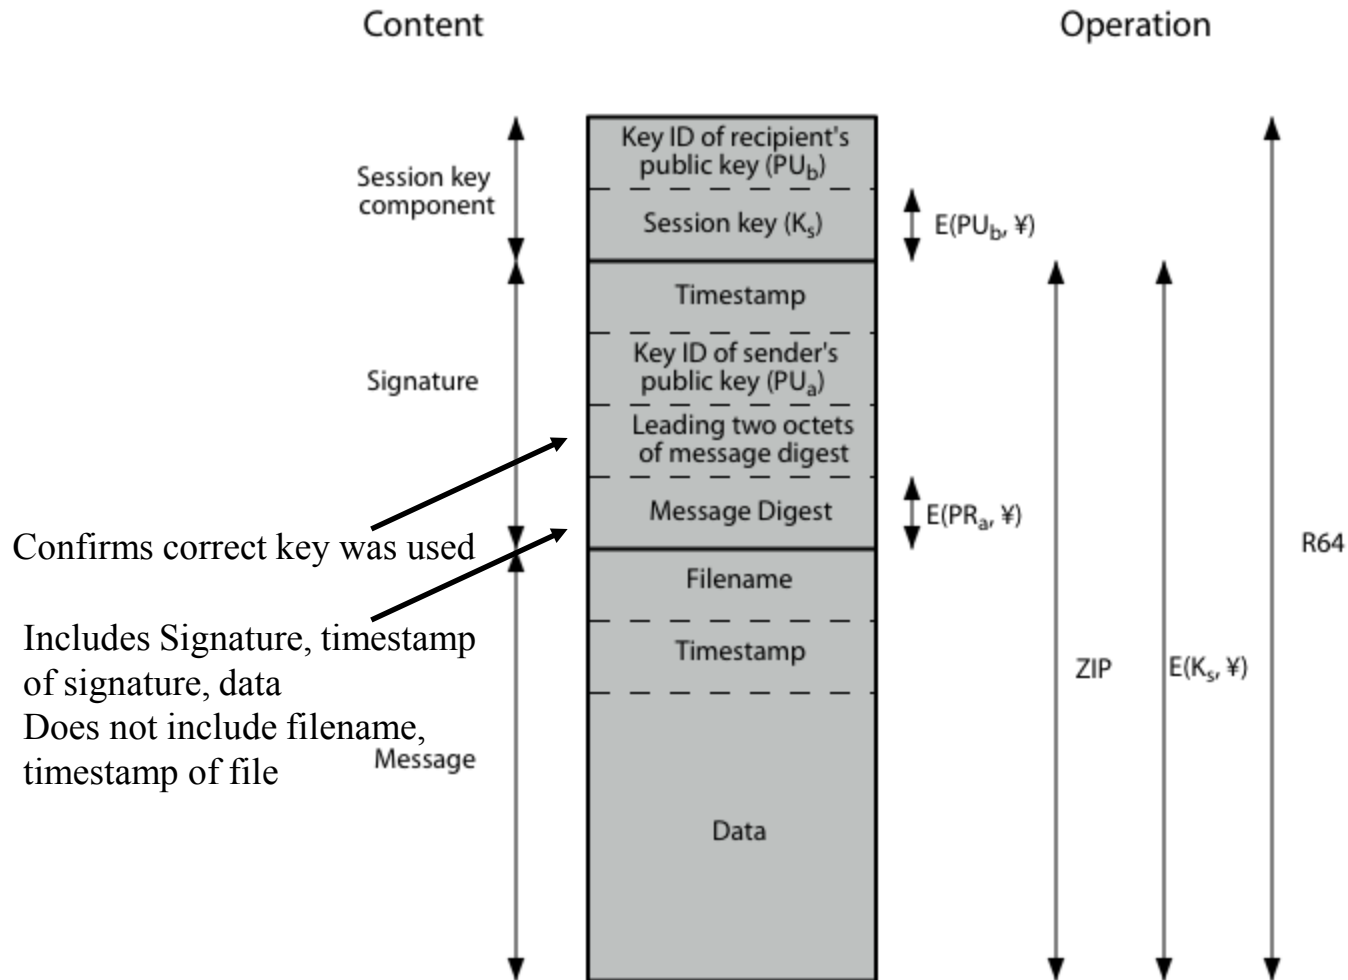 Content
Operation
Key ID of recipient's
public key (PUb)
Session key
component
Session key (Ks)
E(PUb, ¥)
Timestamp
Key ID of sender's
public key (PUa)
Signature
Leading two octets
of message digest
Message Digest
E(PRa, ¥)
Confirms correct key was used
R64
Filename
Includes Signature, timestamp
of signature, data
Does not include filename,
timestamp of file
Timestamp
ZIP
E(Ks, ¥)
Message
Data